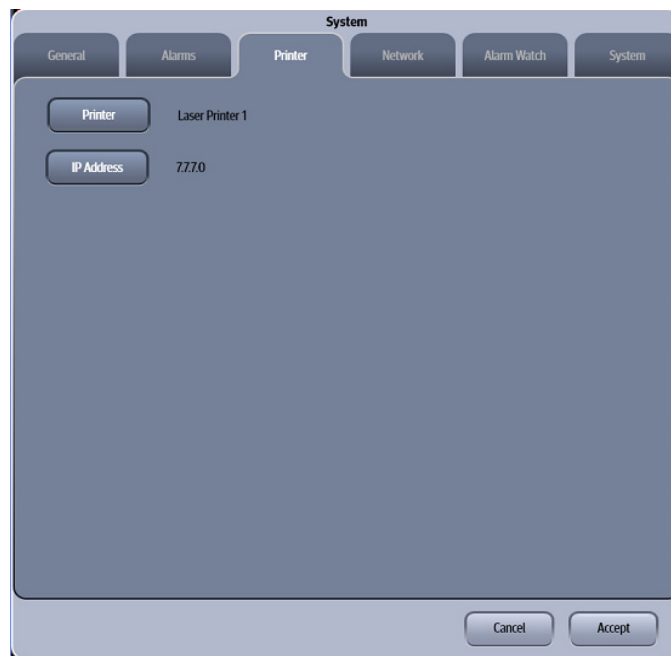 System
General Alarms Printer Network Alarm Watch System
Printer Laser Printer 1
IP Address 7.7.7.0
Cancel Accept